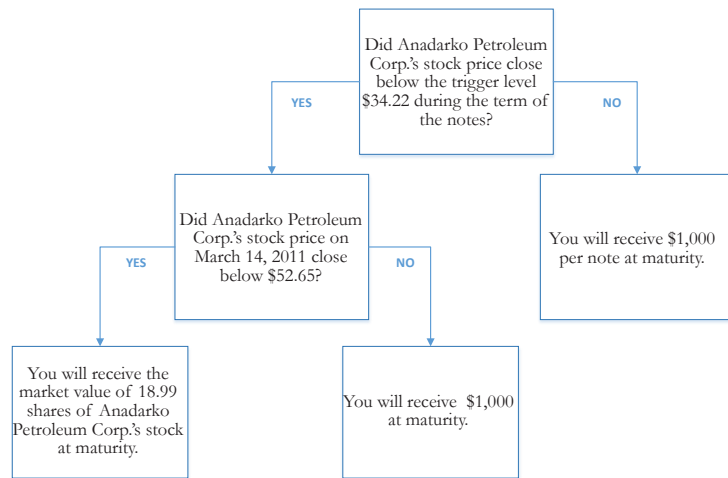 Did Anadarko Petroleum
Corp.'s stock price close
below the trigger level
$34.22 during the term of
the notes?
YES
NO
Did Anadarko Petroleum
Corp.'s stock price on
March 14, 2011 close
below $52.65?
You will receive $1,000
per note at maturity.
YES
NO
You will receive the
market value of 18.99
shares of Anadarko
Petroleum Corp.'s stock
at maturity.
You will receive $1,000
at maturity.